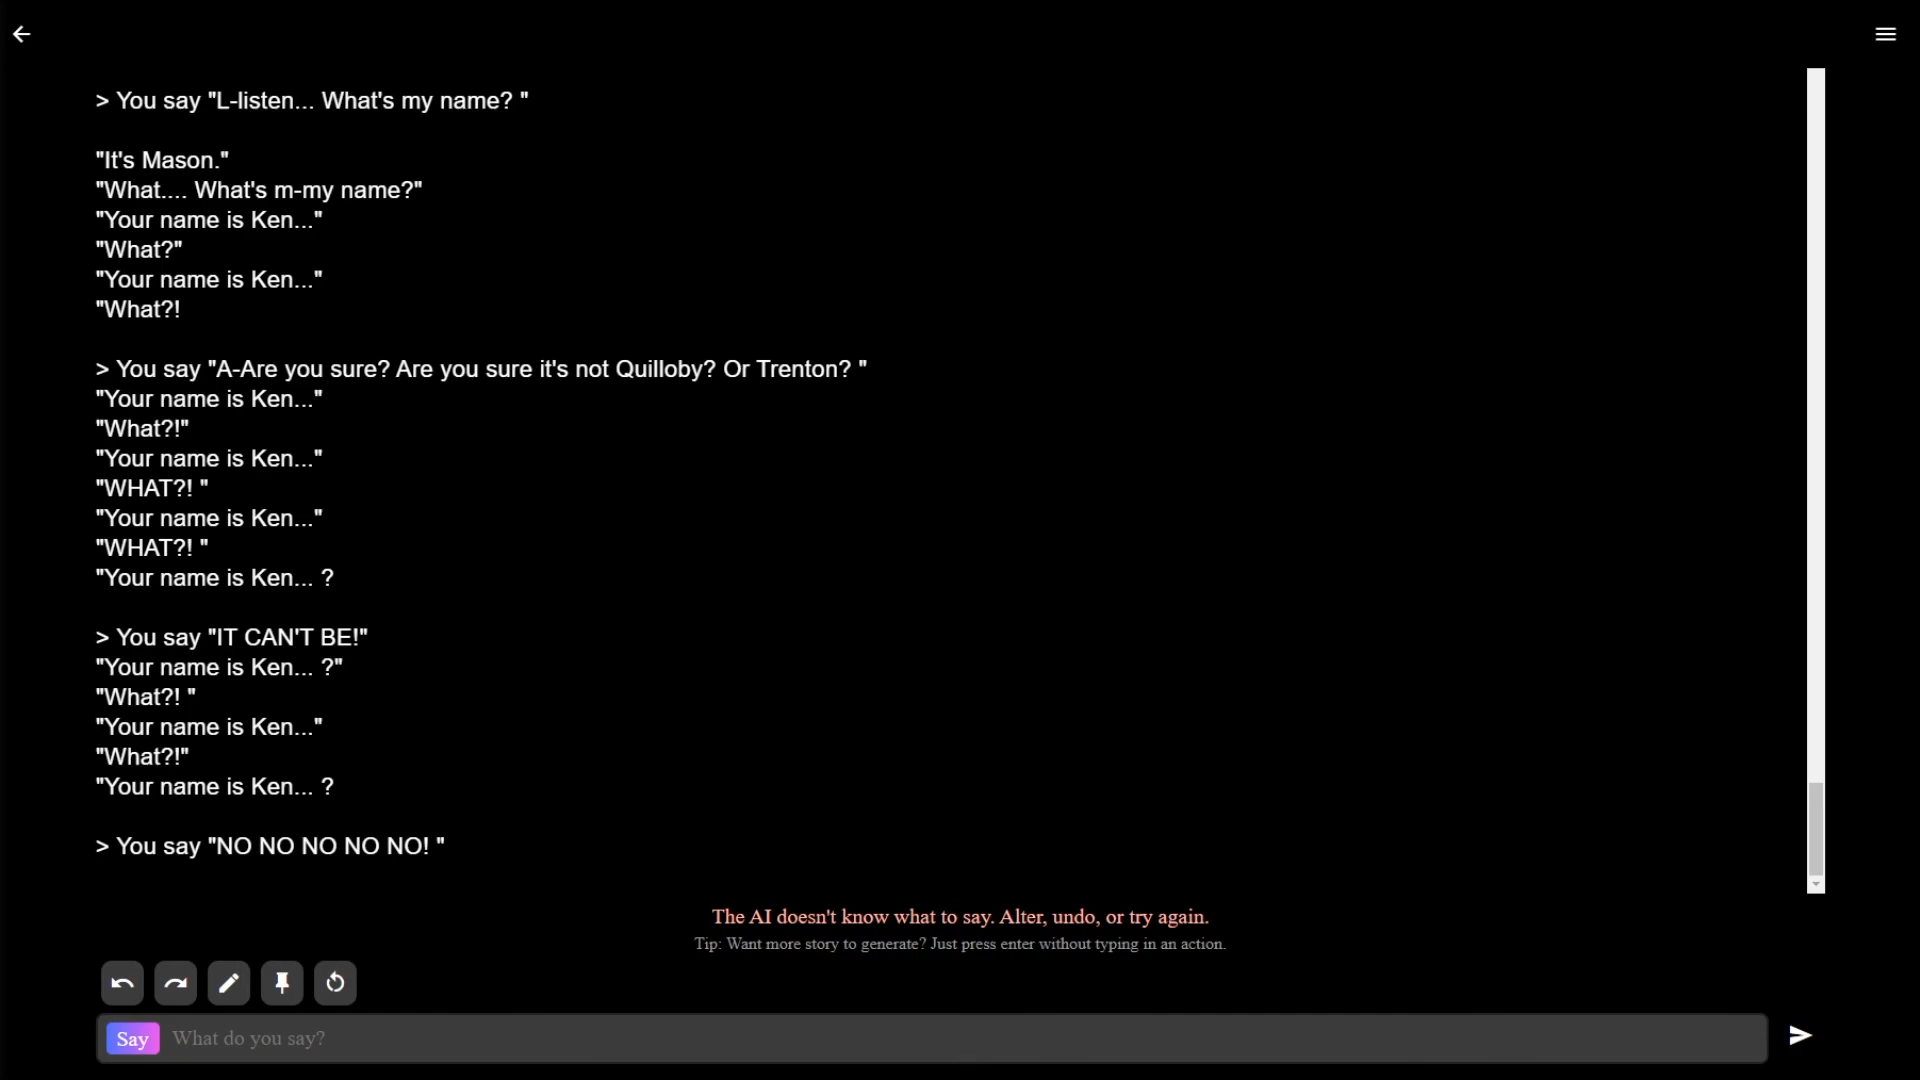 > You say "L-listen... What's my name? "
"It's Mason."
"What.... What's m-my name?"
"Your name is Ken..."
"What?"
"Your name is Ken..."
"What?!
> You say "A-Are you sure? Are you sure it's not Quilloby? Or Trenton? "
"Your name is Ken..."
"What?!"
"Your name is Ken..."
"WHAT?! "
"Your name is Ken..."
"WHAT?! "
"Your name is Ken... ?
> You say "IT CAN'T BE!"
"Your name is Ken... ?"
"What?! "
"Your name is Ken..."
"What?!"
"Your name is Ken... ?
> You say "NO NO NO NO NO! "
The AI doesn't know what to say. Alter, undo, or try again.
Tip: Want more story to generate? Just press enter without typing in an action.
Say What do you say?